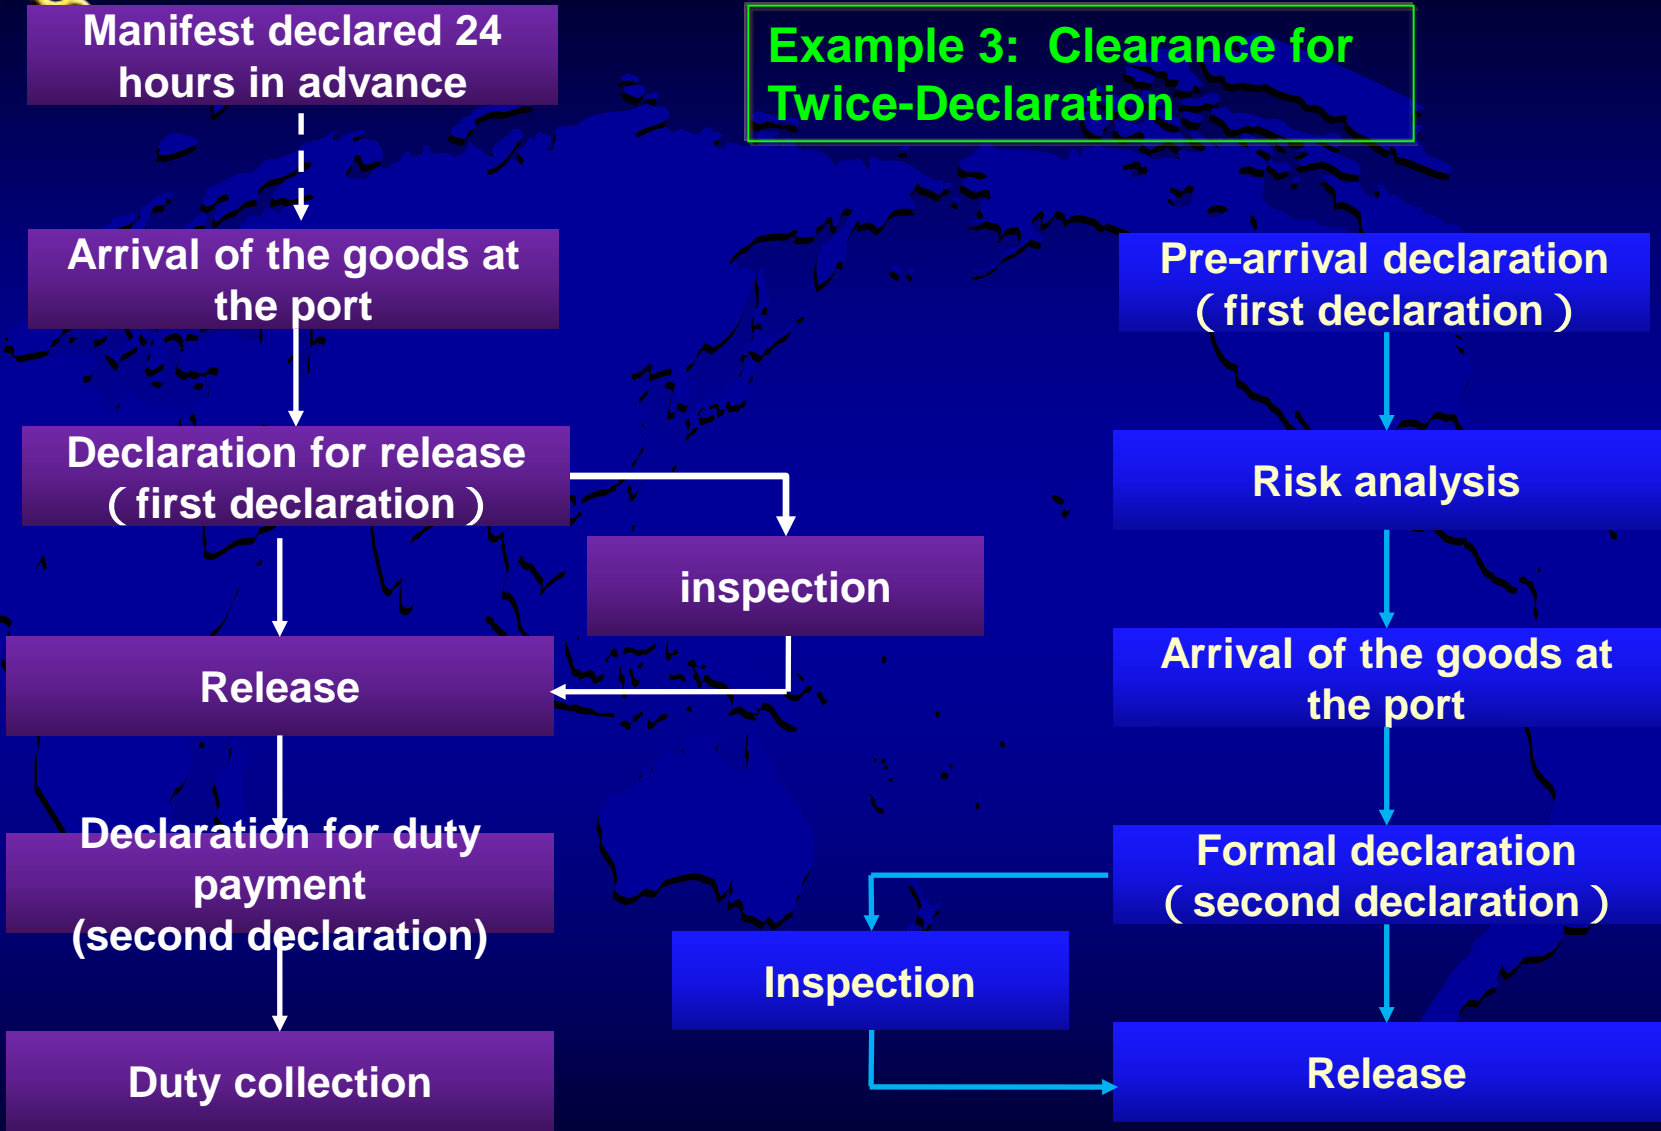 Manifest declared 24
hours in advance
Example 3:  Clearance for
Twice-Declaration
Arrival of the goods at
the port
Declaration for release
（first declaration）
inspection
Release
Declaration for duty
payment
(second declaration)
Duty collection
Pre-arrival declaration
（first declaration）
Risk analysis
Arrival of the goods at
the port
Formal declaration
（second declaration）
Inspection
Release